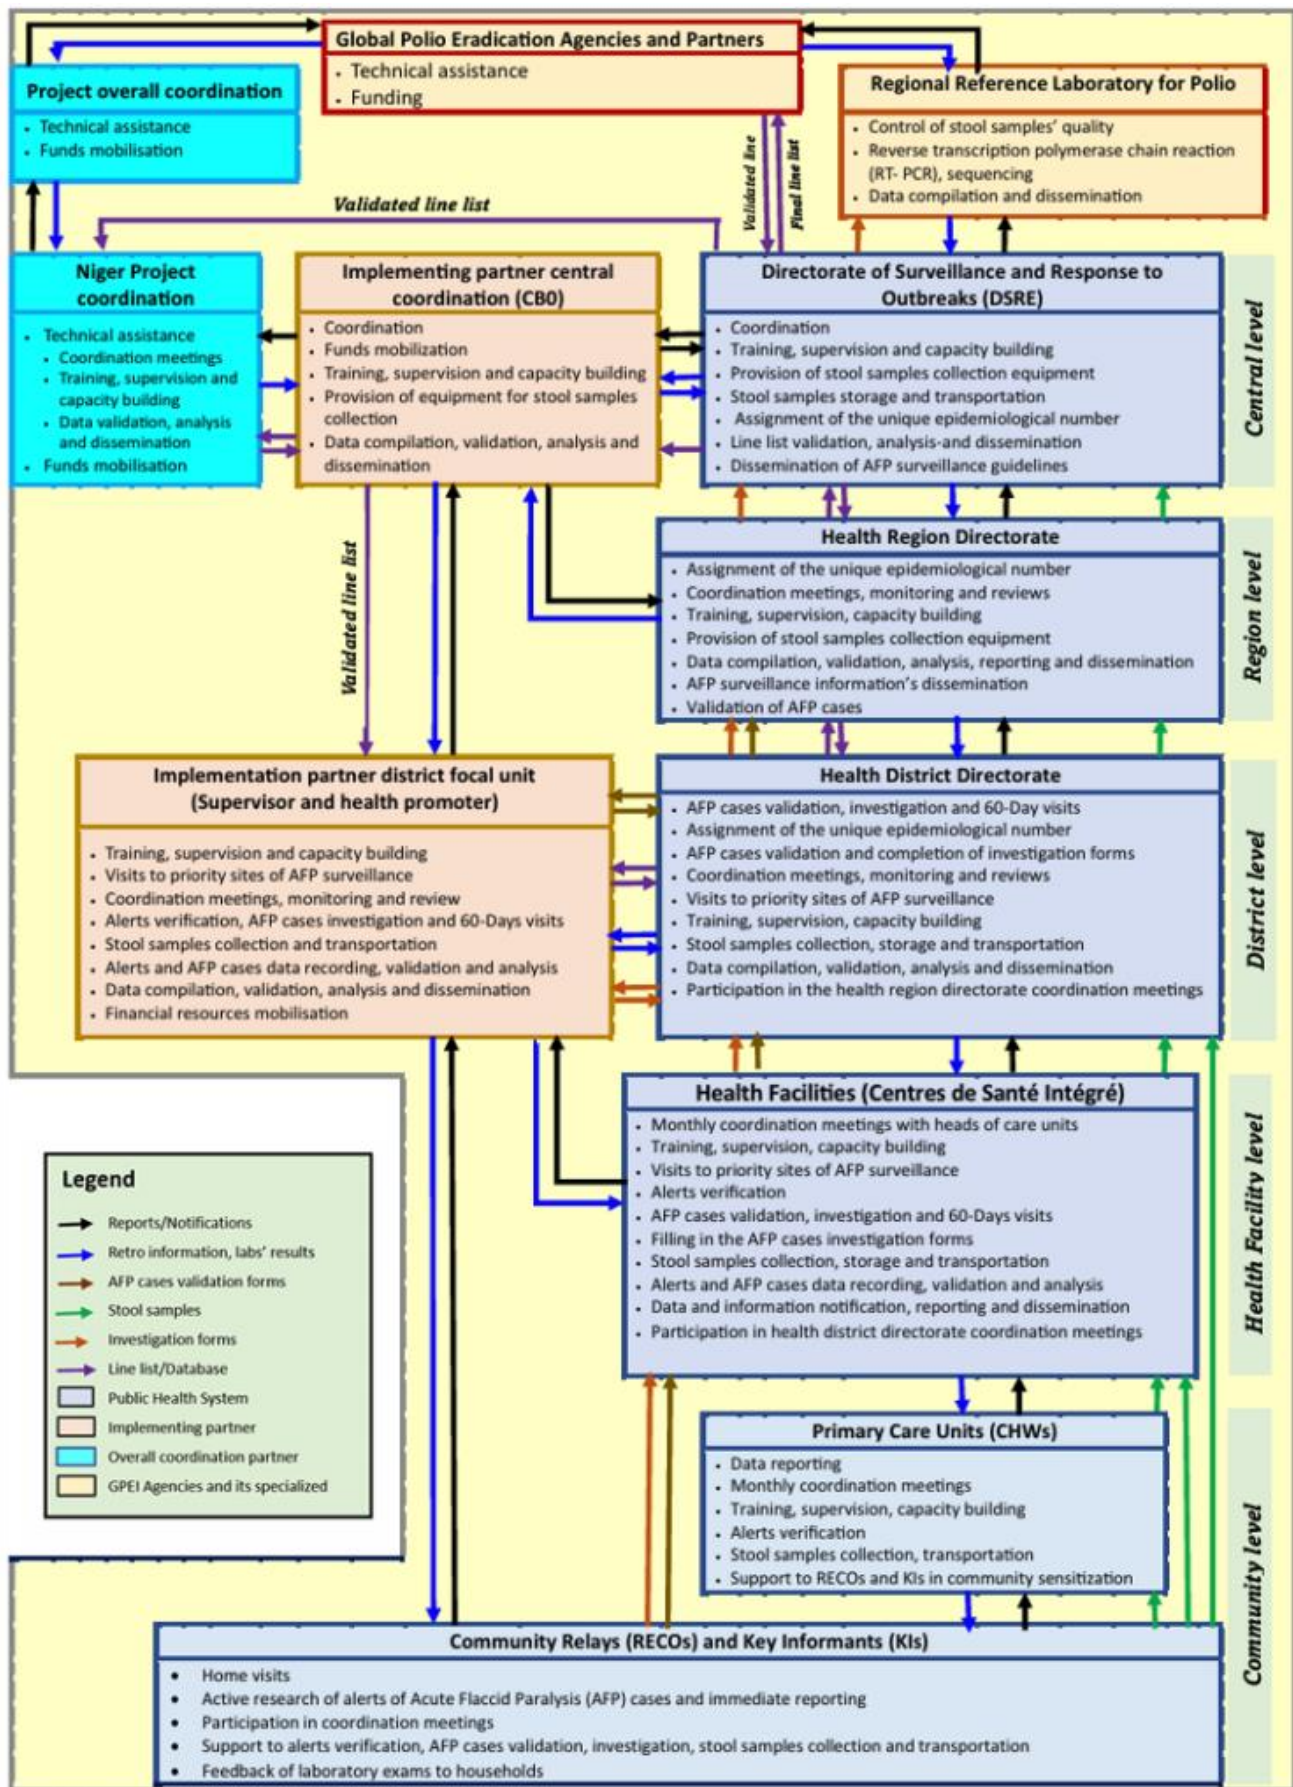 Global Polio Eradication Agencies and Partners
• Technical assistance
• Funding
Project overall coordination
• Technical assistance
• Funds mobilisation
Regional Reference Laboratory for Polio
• Control of stool samples' quality
• Reverse transcription polymerase chain reaction
(RT- PCR), sequencing
• Data compilation and dissemination
Validated line
Final line list
Validated line list
Niger Project
coordination
• Technical assistance
• Coordination meetings
• Training, supervision and
capacity building
• Data validation, analysis
and dissemination
• Funds mobilisation
Implementing partner central
coordination (CB0)
• Coordination
• Funds mobilization
• Training, supervision and capacity building
• Provision of equipment for stool samples
collection
• Data compilation, validation, analysis and
dissemination
Directorate of Surveillance and Response to
Outbreaks (DSRE)
• Coordination
• Training, supervision and capacity building
• Provision of stool samples collection equipment
• Stool samples storage and transportation
• Assignment of the unique epidemiological number
• Line list validation, analysis-and dissemination
• Dissemination of AFP surveillance guidelines
Central level
Validated line list
Health Region Directorate
• Assignment of the unique epidemiological number
• Coordination meetings, monitoring and reviews
• Training, supervision, capacity building
• Provision of stool samples collection equipment
• Data compilation, validation, analysis, reporting and dissemination
• AFP surveillance information's dissemination
• Validation of AFP cases
Region level
Implementation partner district focal unit
(Supervisor and health promoter)
• Training, supervision and capacity building
• Visits to priority sites of AFP surveillance
• Coordination meetings, monitoring and review
• Alerts verification, AFP cases investigation and 60-Days visits
• Stool samples collection and transportation
• Alerts and AFP cases data recording, validation and analysis
• Data compilation, validation, analysis and dissemination
• Financial resources mobilisation
Health District Directorate
• AFP cases validation, investigation and 60-Day visits
• Assignment of the unique epidemiological number
• AFP cases validation and completion of investigation forms
• Coordination meetings, monitoring and reviews
• Visits to priority sites of AFP surveillance
• Training, supervision, capacity building
• Stool samples collection, storage and transportation
• Data compilation, validation, analysis and dissemination
• Participation in the health region directorate coordination meetings
District level
Health Facilities (Centres de Santé Intégré)
• Monthly coordination meetings with heads of care units
• Training, supervision, capacity building
• Visits to priority sites of AFP surveillance
• Alerts verification
• AFP cases validation, investigation and 60-Days visits
• Filling in the AFP cases investigation forms
• Stool samples collection, storage and transportation
• Alerts and AFP cases data recording, validation and analysis
• Data and information notification, reporting and dissemination
• Participation in health district directorate coordination meetings
Health Facility level
Legend
Reports/Notifications
Retro information, labs' results
AFP cases validation forms
Stool samples
Investigation forms
Line list/Database
Public Health System
Implementing partner
Overall coordination partner
GPEI Agencies and its specialized
Primary Care Units (CHWs)
• Data reporting
• Monthly coordination meetings
• Training, supervision, capacity building
• Alerts verification
• Stool samples collection, transportation
• Support to RECOs and KIs in community sensitization
Community level
Community Relays (RECOs) and Key Informants (KIs)
• Home visits
• Active research of alerts of Acute Flaccid Paralysis (AFP) cases and immediate reporting
• Participation in coordination meetings
• Support to alerts verification, AFP cases validation, investigation, stool samples collection and transportation
• Feedback of laboratory exams to households